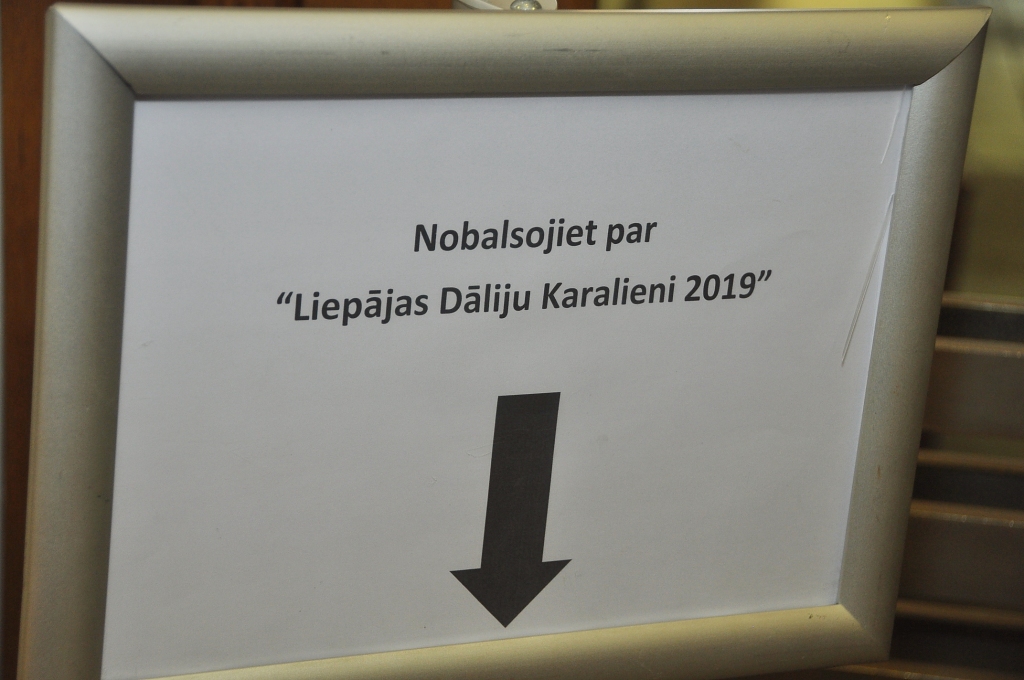 Nobalsojiet par
“Liepājas Dāliju Karalieni 2019”